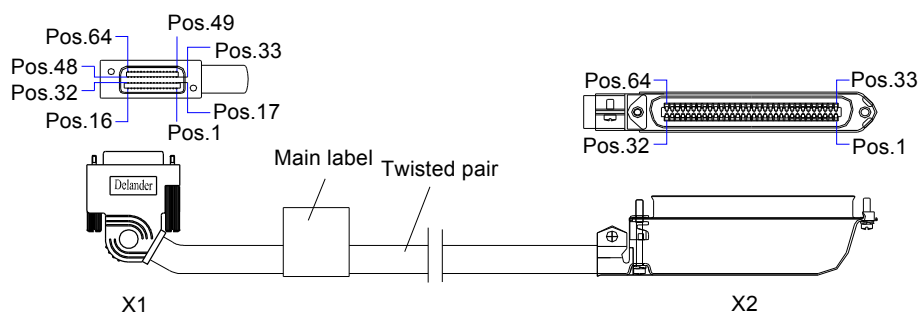 Pos.49
Pos.64
Pos.33
Pos.48
Pos.32
Pos.17
Pos.16
Pos.1
Pos.64
Pos.33
Pos.32
Pos.1
Main label
Twisted pair
Delander
X1
X2